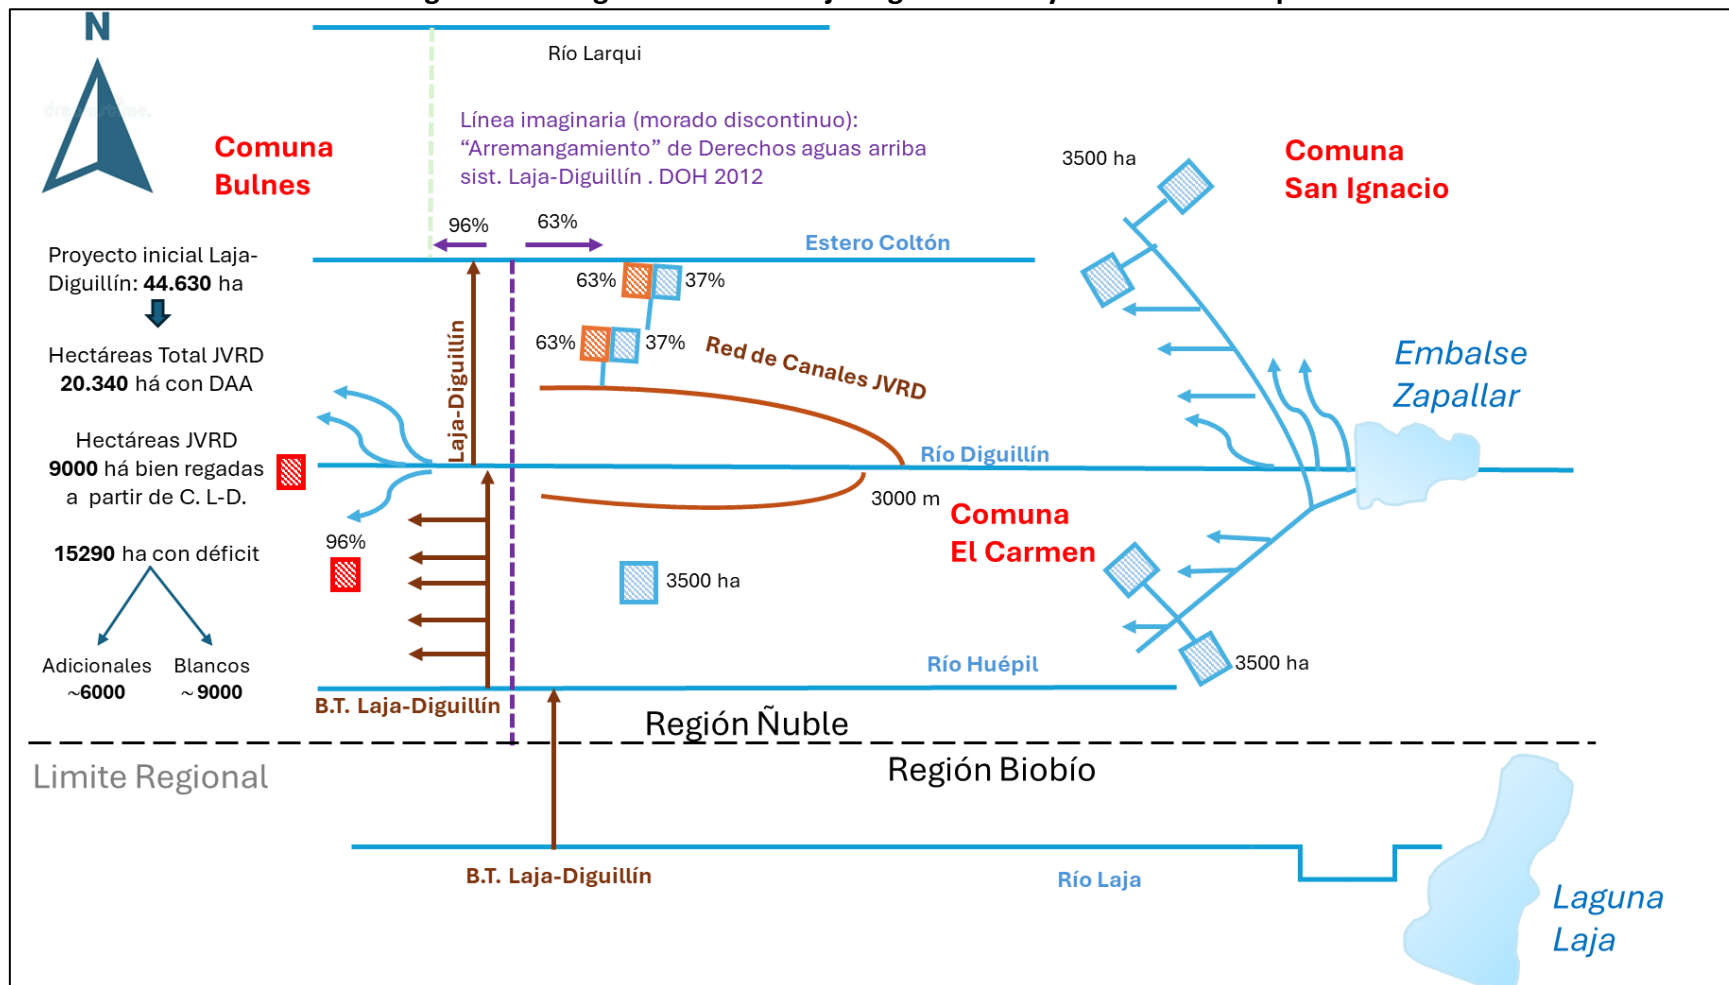 N
Río Larqui
Línea imaginaria (morado discontinuo):
“Arremangamiento” de Derechos aguas arriba
sist. Laja-Diguillín . DOH 2012
Comuna
Bulnes
3500 ha
Comuna
San Ignacio
96%
63%
Estero Coltón
Proyecto inicial Laja-
Diguillín: 44.630 ha
63%
37%
63%
37%
Red de Canales JVRD
Laja-Diguillín
Hectáreas Total JVRD
20.340 há con DAA
Embalse
Zapallar
Hectáreas JVRD
9000 há bien regadas
a partir de C. L-D.
Río Diguillín
3000 m
Comuna
El Carmen
15290 ha con déficit
96%
3500 ha
Adicionales
~6000
Blancos
~ 9000
Río Huépil
3500 ha
B.T. Laja-Diguillín
Región Ñuble
Limite Regional
Región Biobío
B.T. Laja-Diguillín
Río Laja
Laguna
Laja